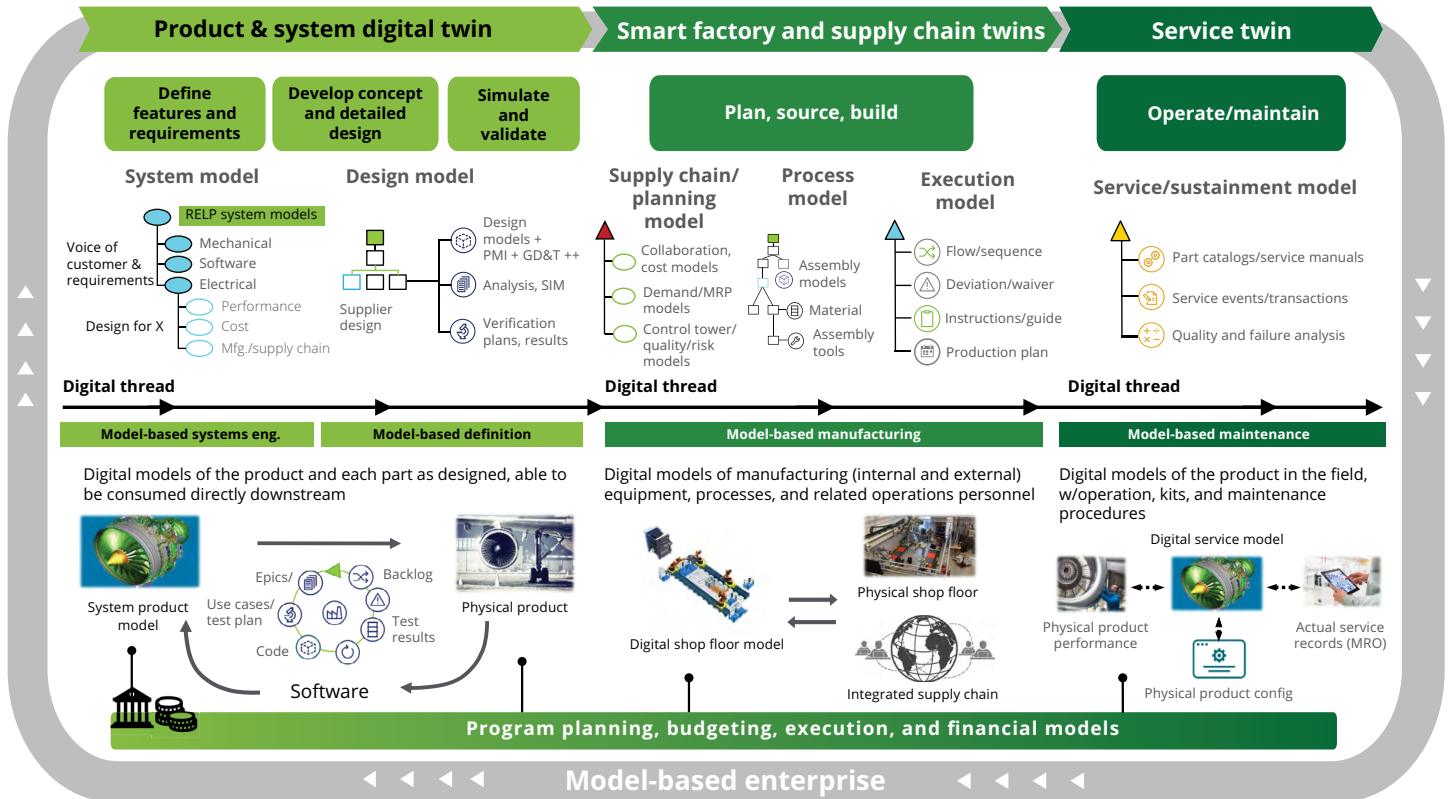 Product & system digital twin
Smart factory and supply chain twins
Service twin
Define
features and
requirements
Develop concept
and detailed
design
Simulate
and
validate
Plan, source, build
Operate/maintain
System model
RELP system models
Voice of
customer &
requirements
Mechanical
Software
Electrical
Design for X
Performance
Cost
Mfg./supply chain
Design model
Supplier
design
Design
models +
PMI + GD&T ++
Analysis, SIM
Verification
plans, results
Supply chain/
planning
model
Collaboration,
cost models
Demand/MRP
models
Control tower/
quality/risk
models
Process
model
Assembly
models
Material
Assembly
tools
Execution
model
Flow/sequence
Deviation/waiver
Instructions/guide
Production plan
Service/sustainment model
Part catalogs/service manuals
Service events/transactions
Quality and failure analysis
Digital thread
Digital thread
Digital thread
Model-based systems eng.
Model-based definition
Model-based manufacturing
Model-based maintenance
Digital models of the product and each part as designed, able to
be consumed directly downstream
System product
model
Epics/
Use cases/
test plan
Code
Backlog
Test
results
Physical product
Software
Digital models of manufacturing (internal and external)
equipment, processes, and related operations personnel
Digital shop floor model
Physical shop floor
Integrated supply chain
Digital models of the product in the field,
w/operation, kits, and maintenance
procedures
Digital service model
Physical product
performance
Actual service
records (MRO)
Physical product config
Program planning, budgeting, execution, and financial models
Model-based enterprise